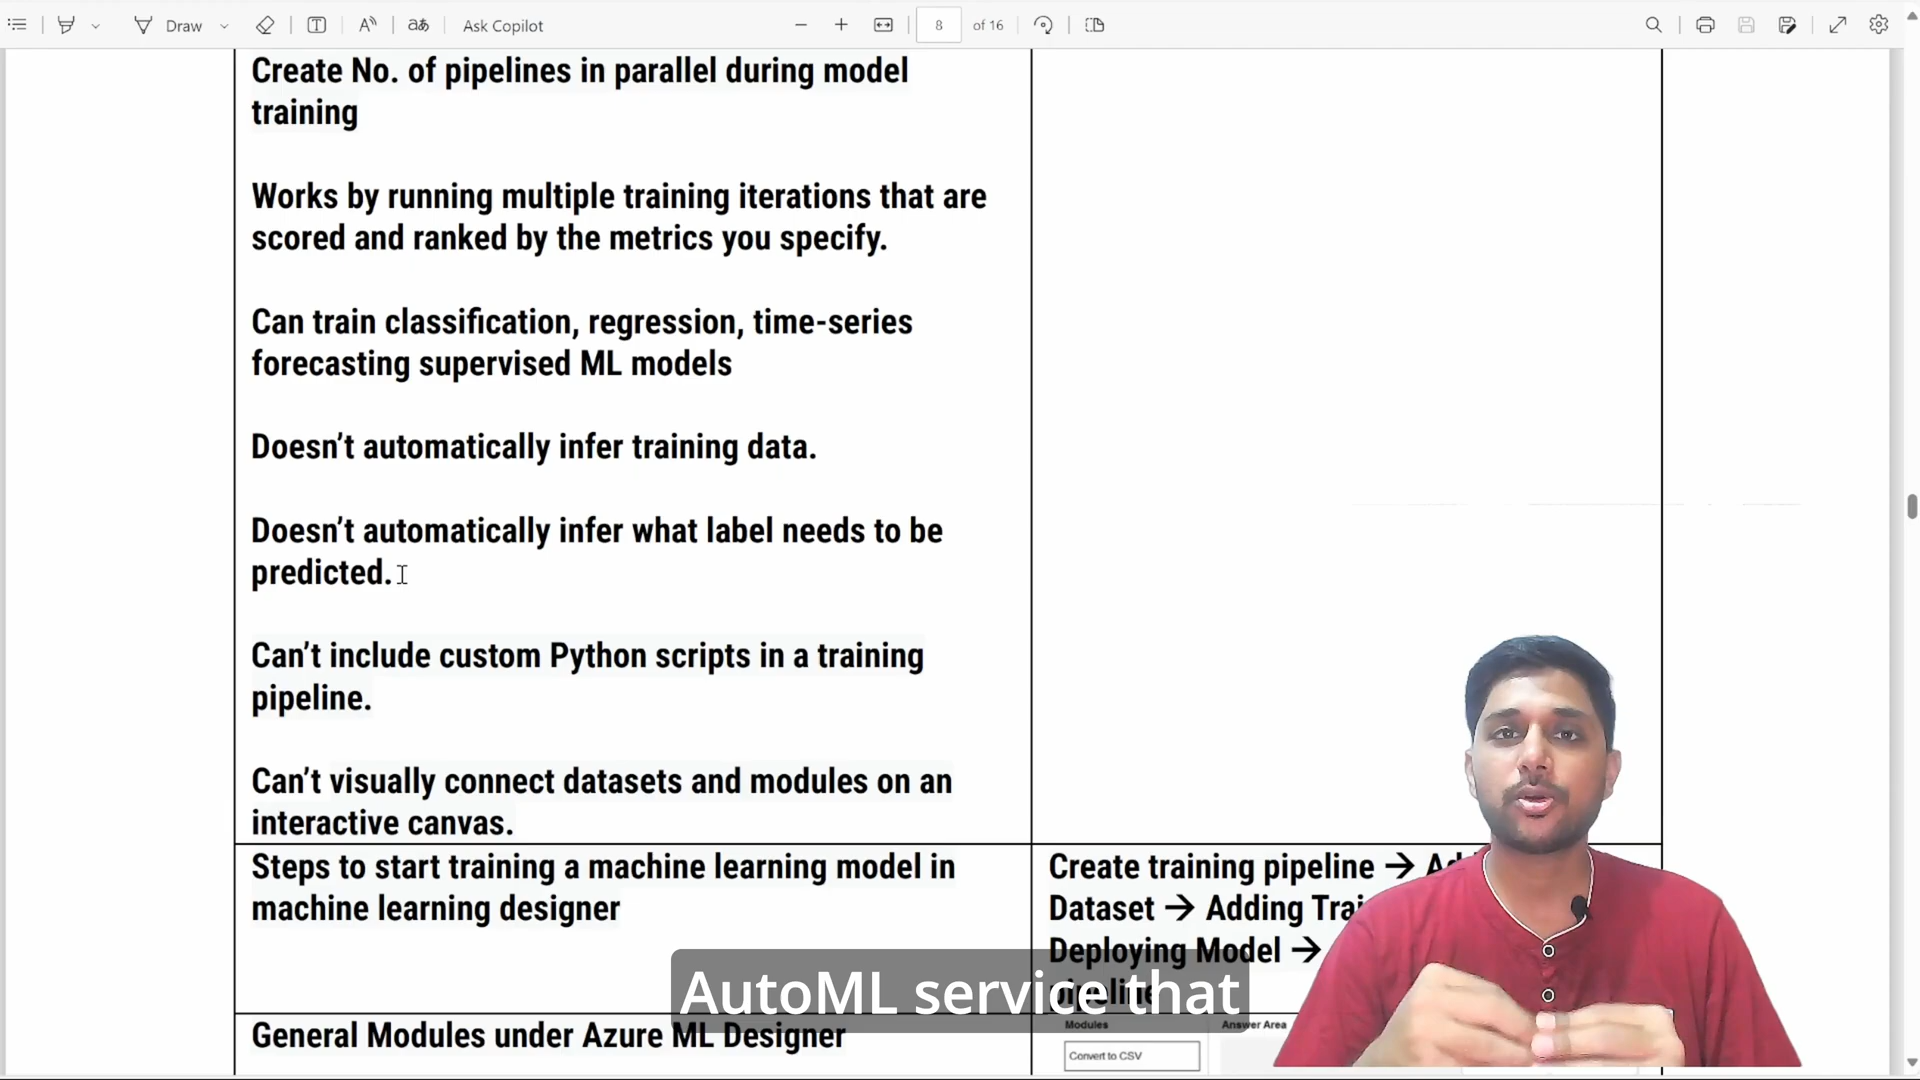 Draw
Ask Copilot
8 of 16
Create No. of pipelines in parallel during model
training
Works by running multiple training iterations that are
scored and ranked by the metrics you specify.
Can train classification, regression, time-series
forecasting supervised ML models
Doesn’t automatically infer training data.
Doesn’t automatically infer what label needs to be
predicted.
Can’t include custom Python scripts in a training
pipeline.
Can’t visually connect datasets and modules on an
interactive canvas.
Steps to start training a machine learning model in
machine learning designer
Create training pipeline →
Dataset → Adding
Deploying Model →
AutoML service that
General Modules under Azure ML Designer
Modules
Answer Area
Convert to CSV